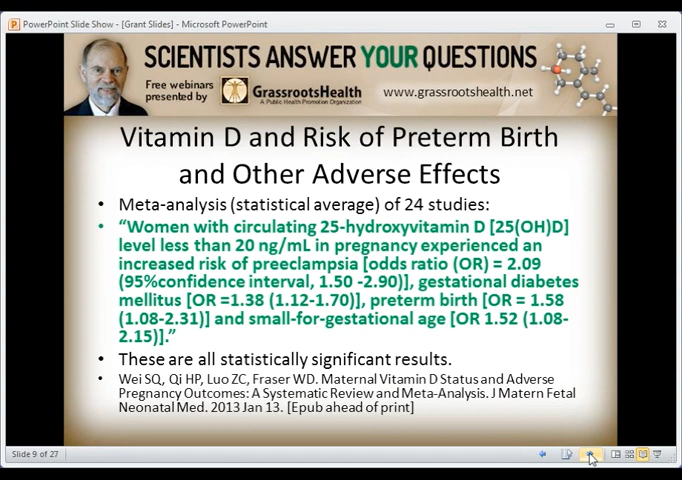 PowerPoint Slide Show - [Grant Slides] - Microsoft PowerPoint
SCIENTISTS ANSWER YOUR QUESTIONS
Free webinars
presented by
GrassrootsHealth
A Public Health Promotion Organization
www.grassrootshealth.net
Vitamin D and Risk of Preterm Birth
and Other Adverse Effects
• Meta-analysis (statistical average) of 24 studies:
• “Women with circulating 25-hydroxyvitamin D [25(OH)D]
level less than 20 ng/mL in pregnancy experienced an
increased risk of preeclampsia [odds ratio (OR) = 2.09
(95%confidence interval, 1.50 -2.90)], gestational diabetes
mellitus [OR =1.38 (1.12-1.70)], preterm birth [OR = 1.58
(1.08-2.31)] and small-for-gestational age [OR 1.52 (1.08-
2.15)].”
• These are all statistically significant results.
• Wei SQ, Qi HP, Luo ZC, Fraser WD. Maternal Vitamin D Status and Adverse
Pregnancy Outcomes: A Systematic Review and Meta-Analysis. J Matern Fetal
Neonatal Med. 2013 Jan 13. [Epub ahead of print]
Slide 9 of 27